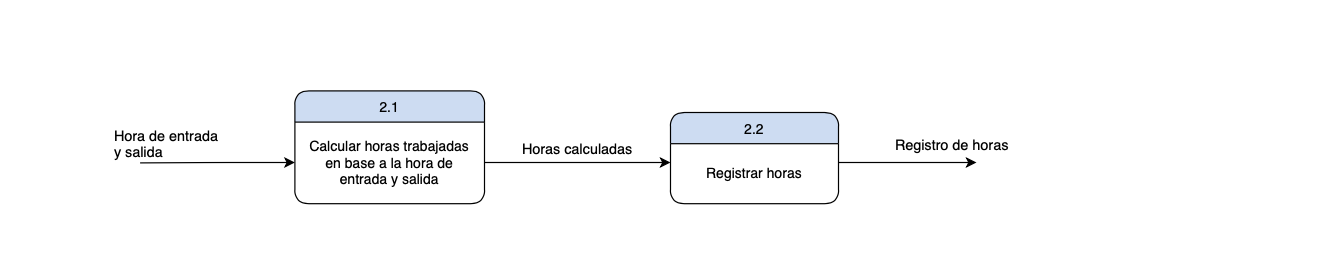 Hora de entrada
y salida
2.1
Calcular horas trabajadas
en base a la hora de
entrada y salida
Horas calculadas
2.2
Registrar horas
Registro de horas